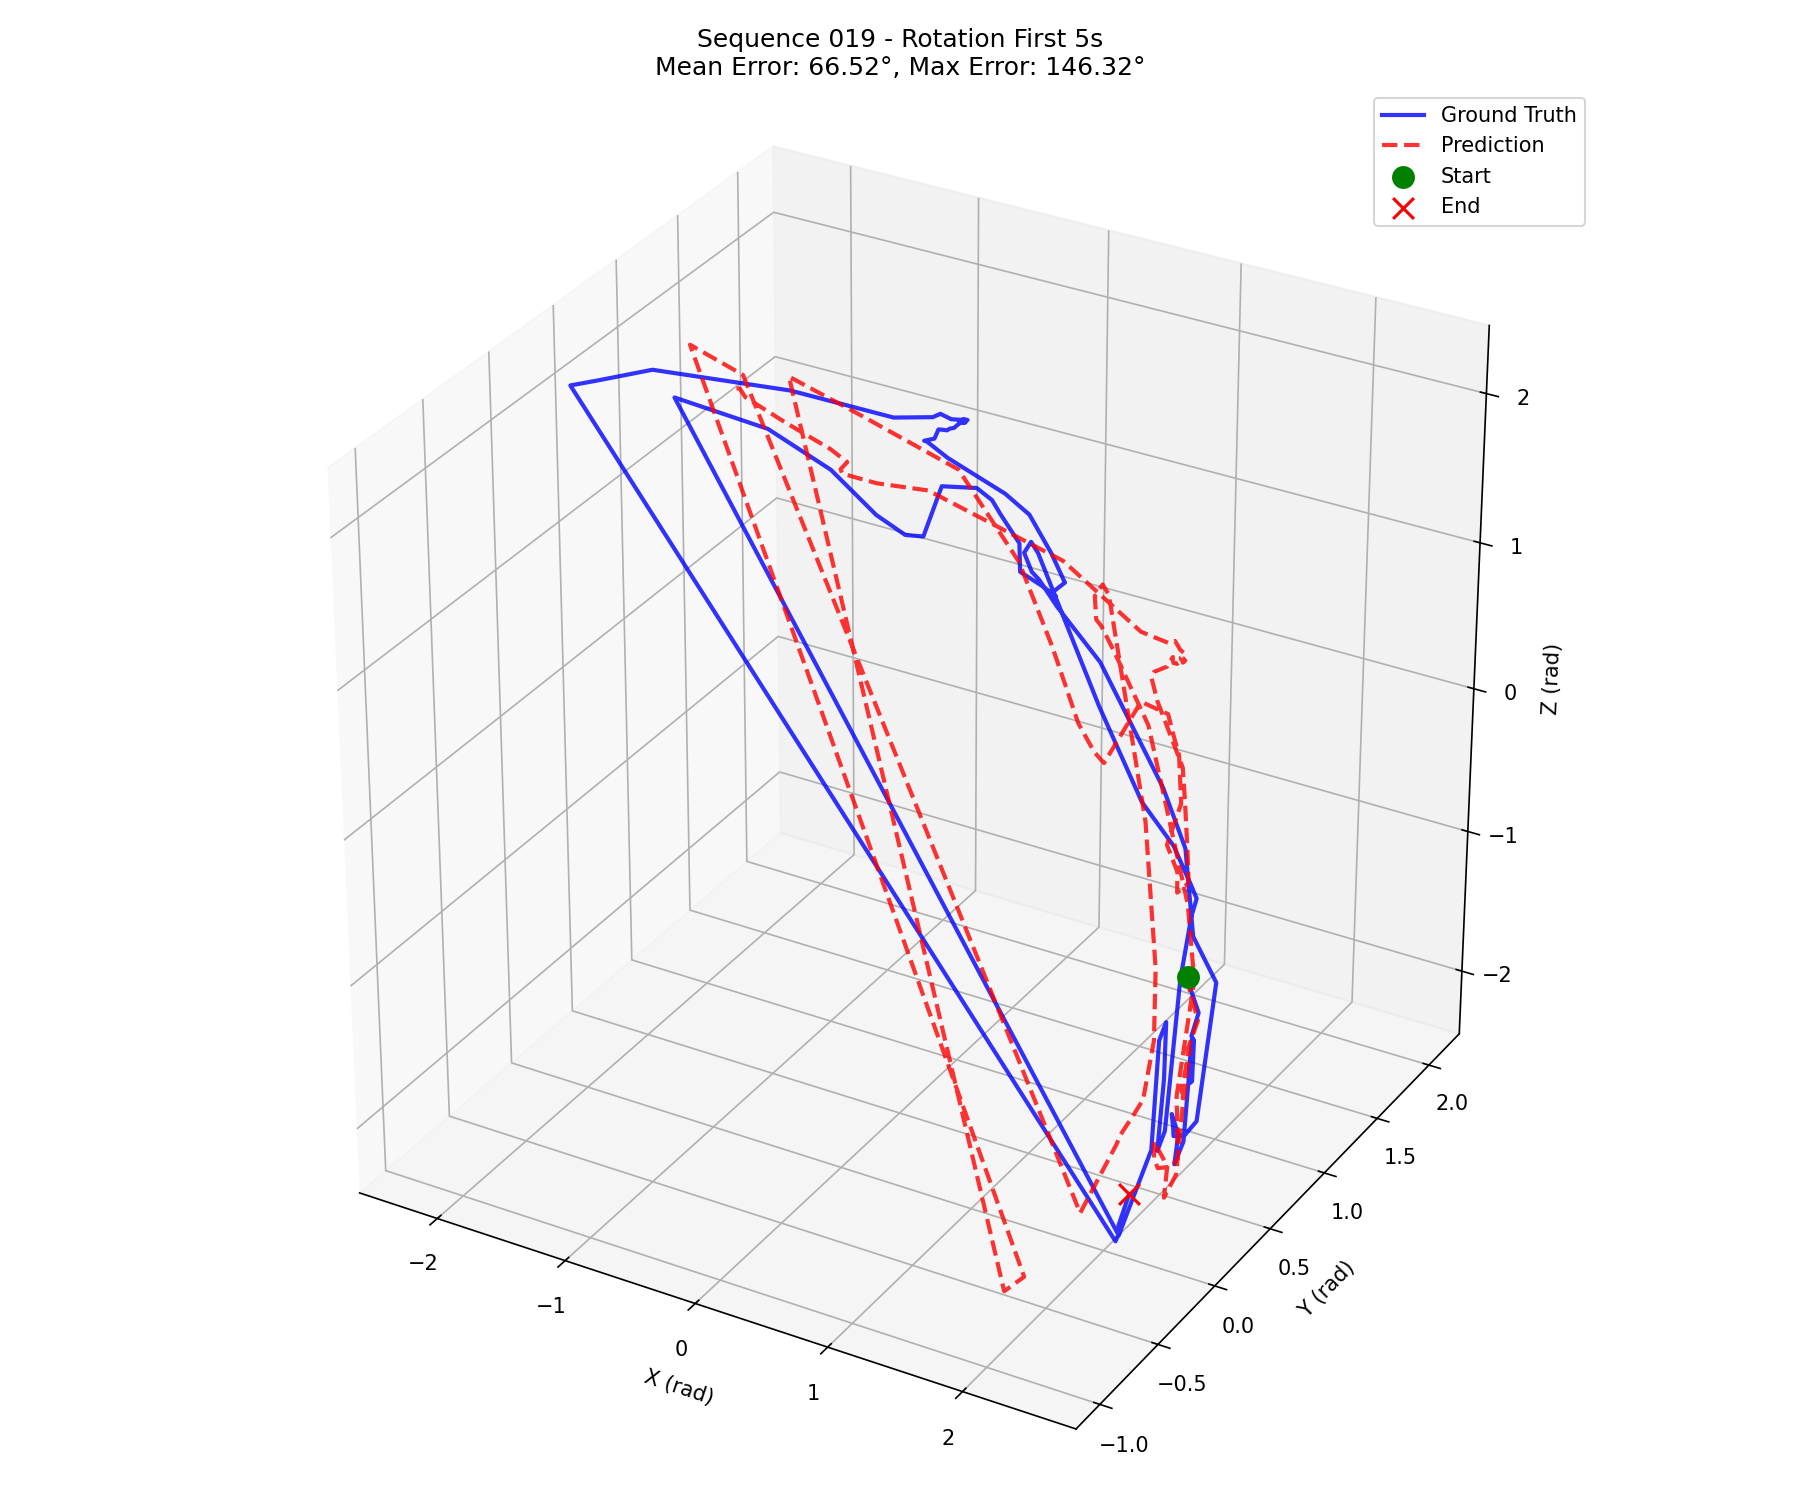 Sequence 019 - Rotation First 5s
Mean Error: 66.52°, Max Error: 146.32°
Ground Truth
Prediction
Start
End
2
1
0
−1
−2
Z (rad)
2.0
1.5
1.0
0.5
0.0
−0.5
−1.0
Y (rad)
−2
−1
0
1
2
X (rad)